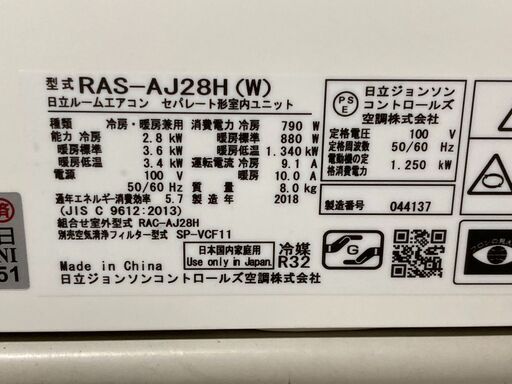 型式 RAS-AJ28H(W)
日立ルームエアコン セパレート形室内ユニット
種類 冷房・暖房兼用
能力 冷房 2.8 kW
暖房標準 3.6 kW
暖房低温 3.4 kW
電源 100 V
50/60 Hz
通年エネルギー消費効率 5.7
(JIS C 9612:2013)
組合せ室外型式 RAC-AJ28H
別売空気清浄フィルター型式 SP-VCF11
消費電力 冷房 790 W
暖房標準 880 W
暖房低温 1.340 kW
運転電流 冷房 9.1 A
暖房 10.0 A
質量 8.0kg
製造年 2018
日本国内家庭用
Use only in Japan.
冷媒
R32
Made in China
日立ジョンソンコントロールズ空調株式会社
PS
E
日立ジョンソン
コントロールズ
空調株式会社
定格電圧 100 V
定格周波数 50/60 Hz
電動機の定
格消費電力 1.250 kW
製造番号 044137
G
済
日
NI
51